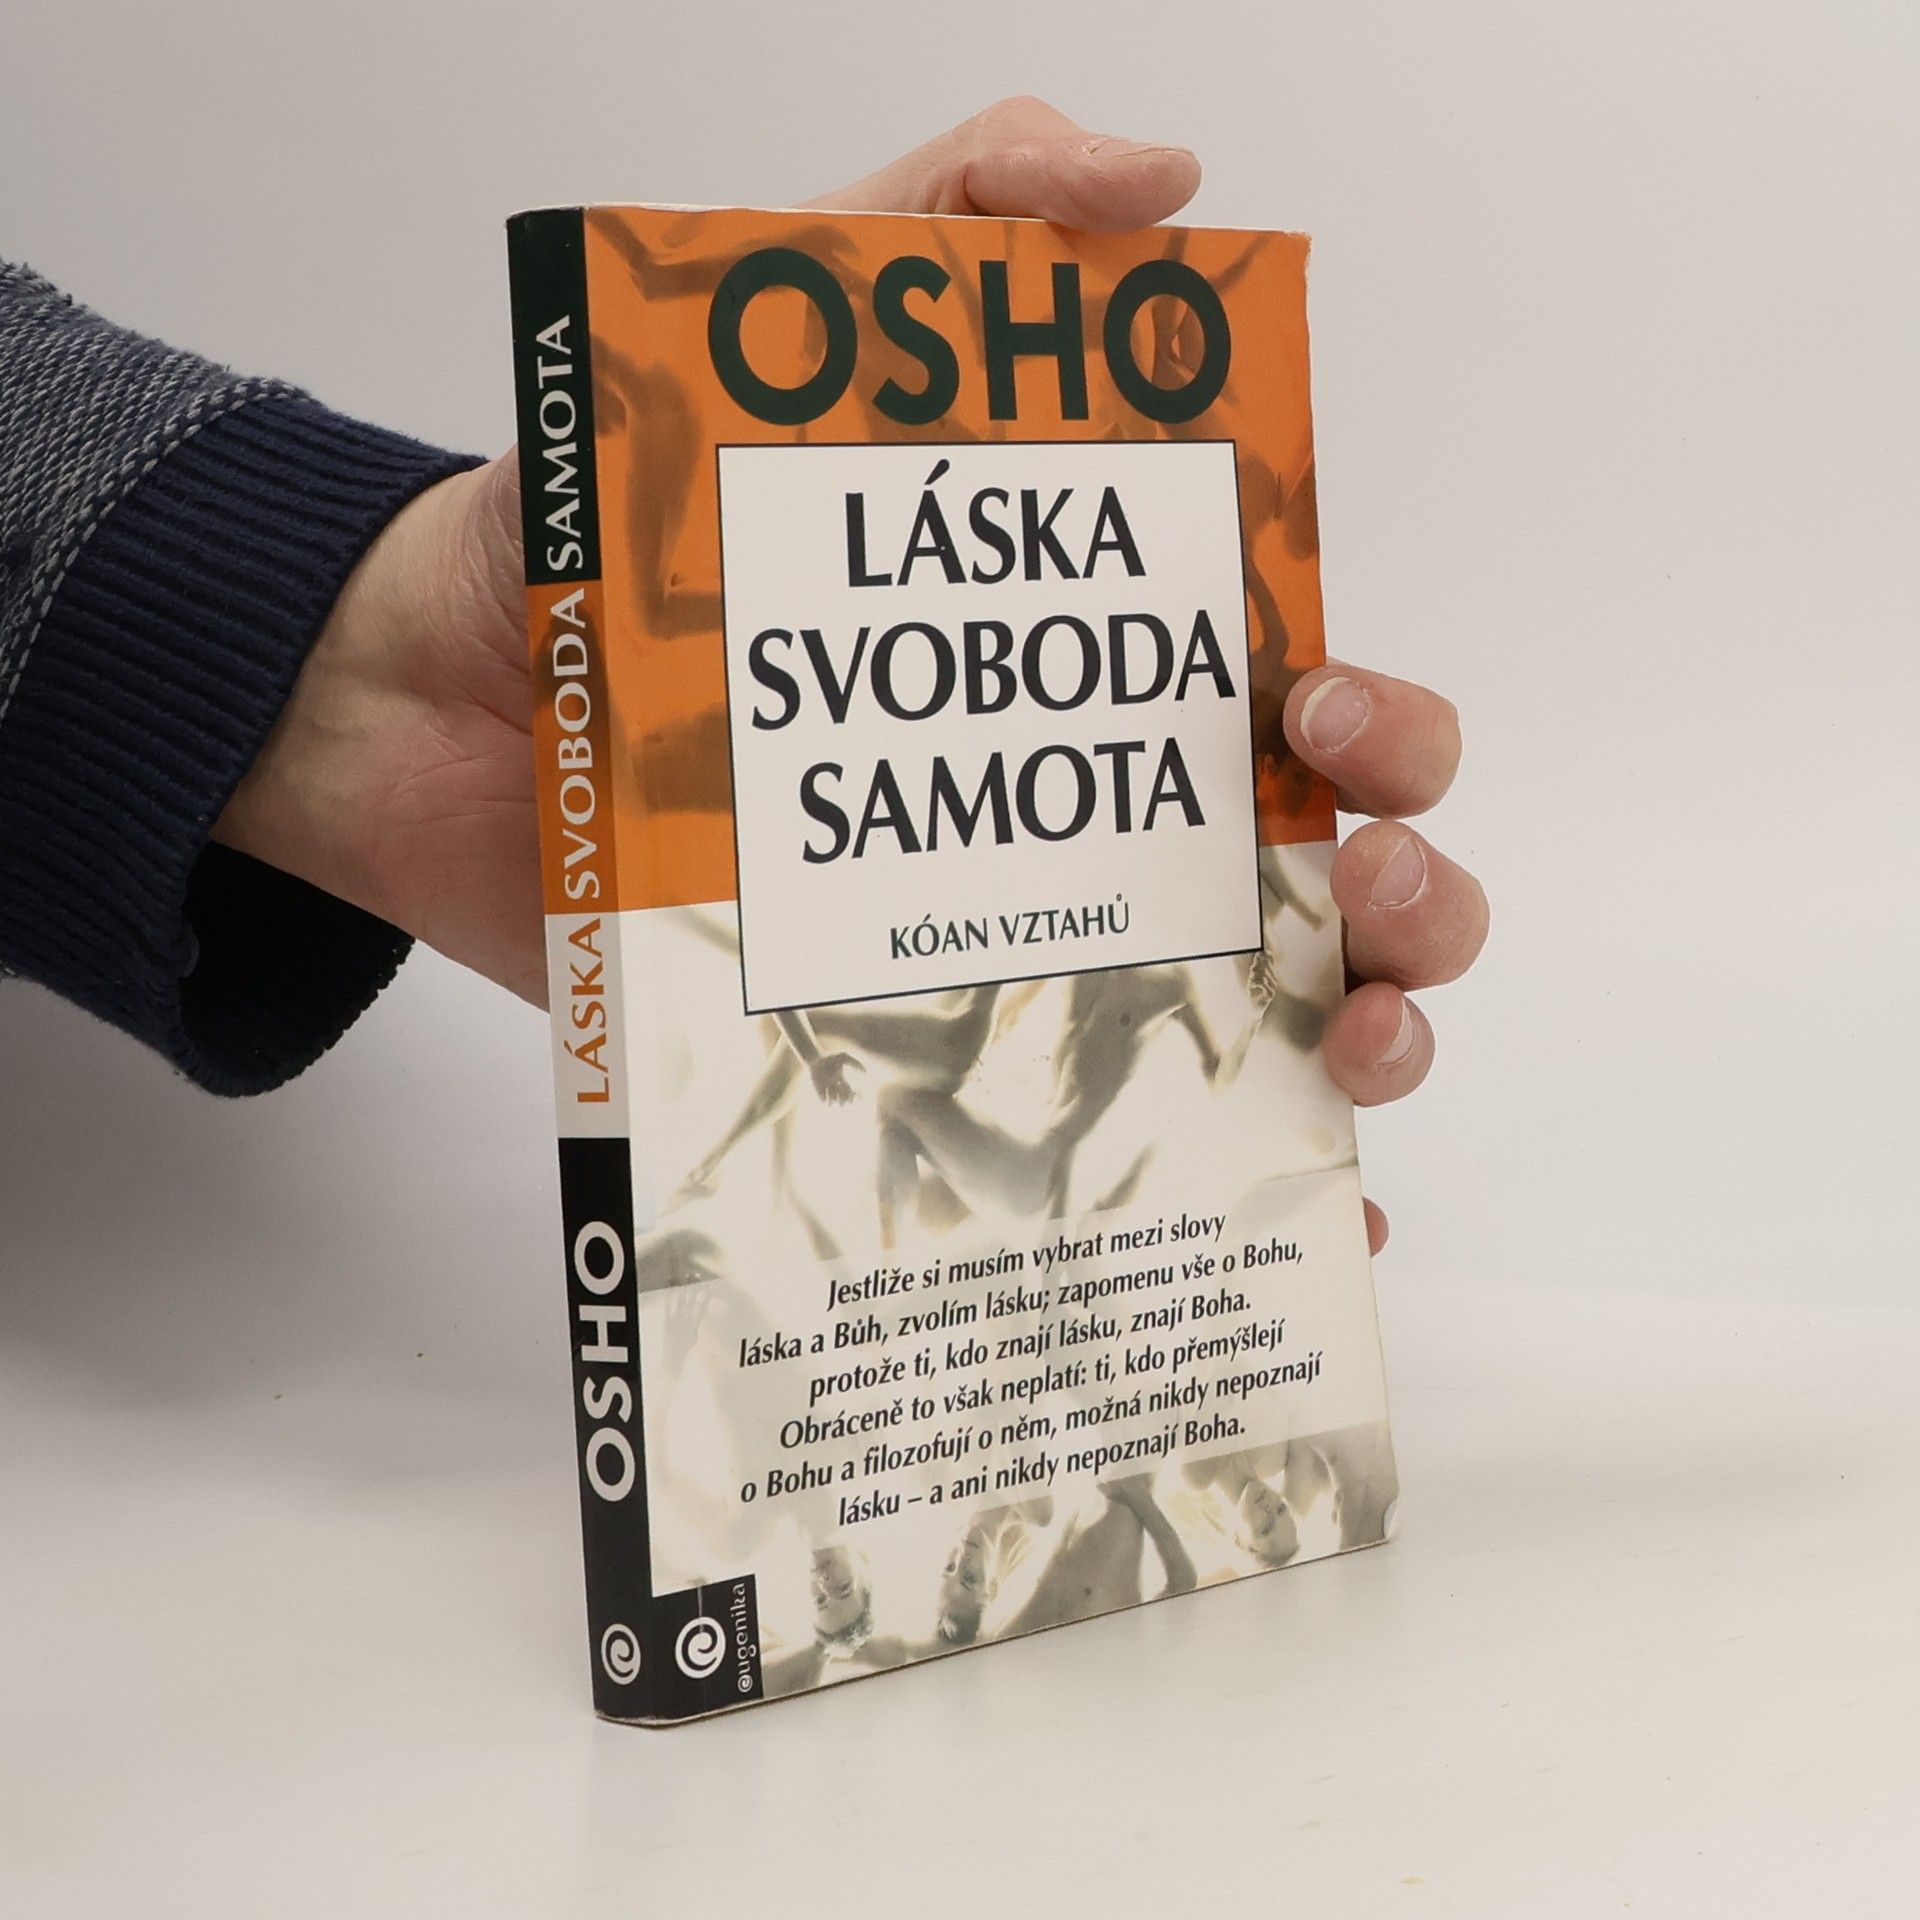 OSHO
LÁSKA
SVOBODA
SAMOTA
KÓAN VZTAHŮ
Jestliže si musím vybrat mezi slovy
láska a Bůh, zvolím lásku; zapomenu vše o Bohu,
protože ti, kdo znají lásku, znají Boha.
Obráceně to však neplatí: ti, kdo přemýšlejí
o Bohu a filozofují o něm, možná nikdy nepoznají
lásku – a ani nikdy nepoznají Boha.
eugenika
OSHO LÁSKA SVOBODA SAMOTA